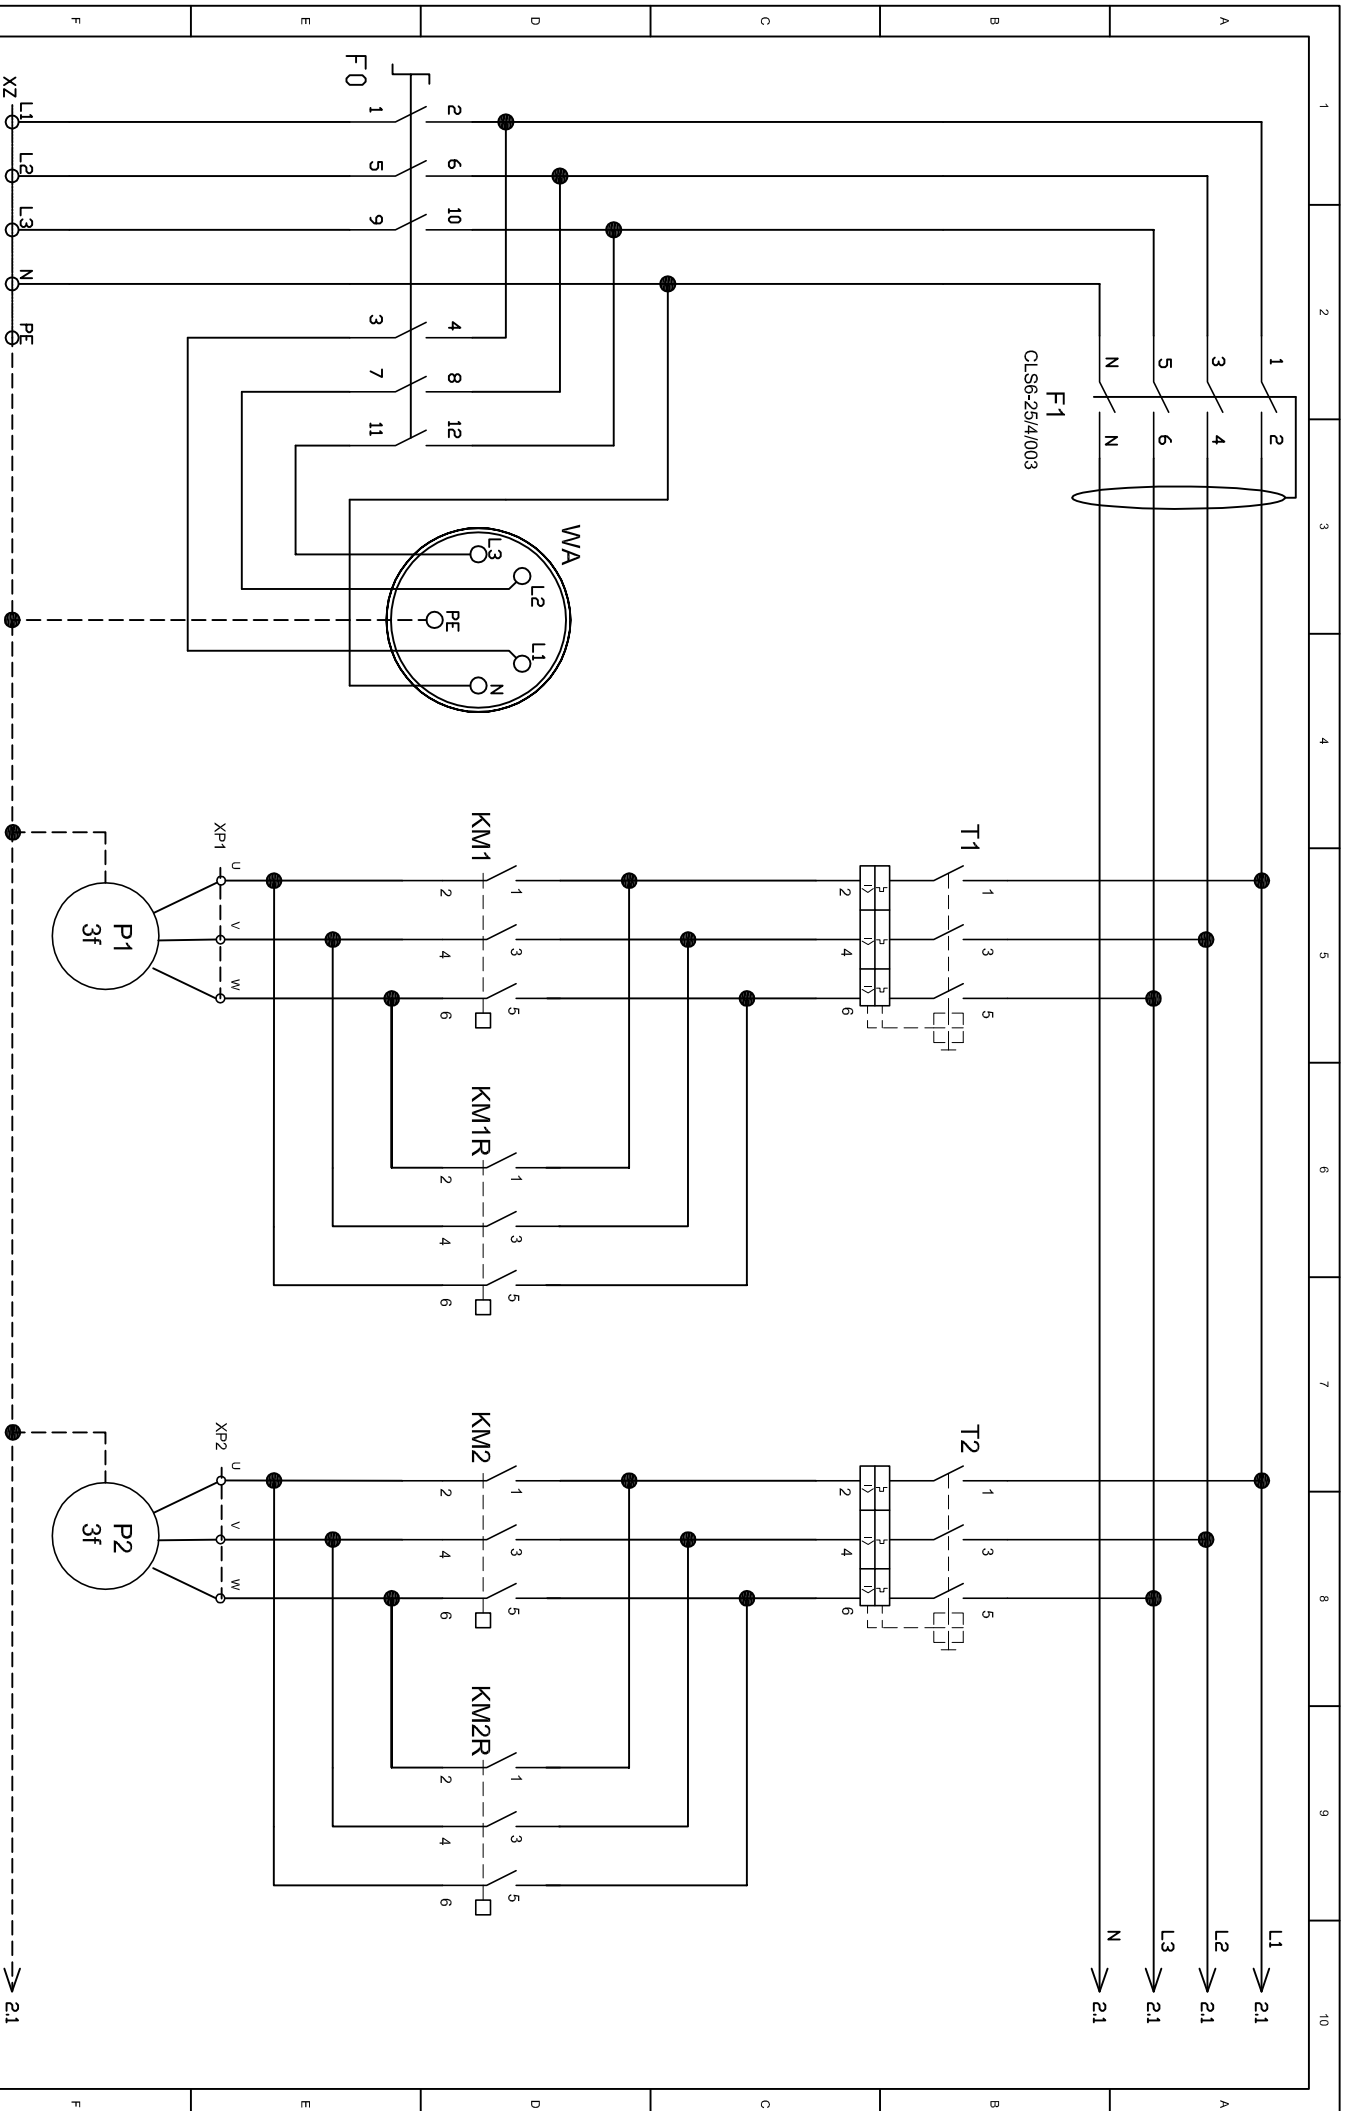 1 2 3 4 5 6 7 8 9 10
A
B
C
D
E
F
A
B
C
D
E
F
L1 2.1
L2 2.1
L3 2.1
N 2.1
1 3 5 N
F1
CLS6-25/4/003
2 4 6 N
T1
1 3 5
2 4 6
T2
1 3 5
2 4 6
WA
L3 L2 PE L1 N
F0
2 6 10 4 8 12
1 5 9 3 7 11
KM1
1 3 5
2 4 6
KM1R
1 3 5
2 4 6
KM2
1 3 5
2 4 6
KM2R
1 3 5
2 4 6
XP1
U V W
XP2
U V W
P1
3f
P2
3f
XZ
L1 L2 L3 N PE
2.1